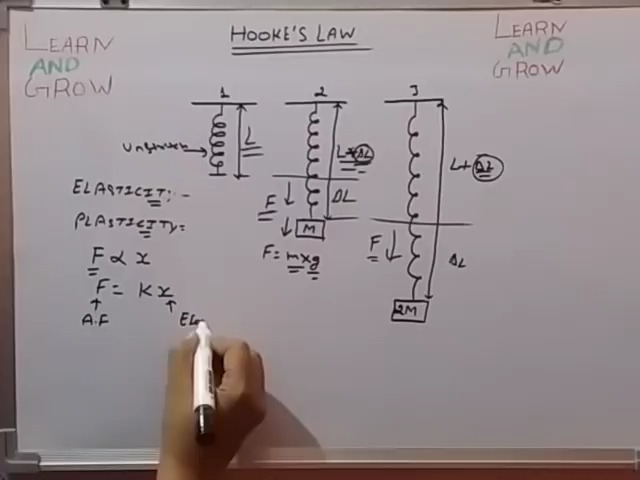 LEARN
AND
GROW
HOOKE'S LAW
LEARN
AND
GROW
1
2
3
L
L+ΔL
L+ΔL
ELASTICITY:-
F
ΔL
PLASTICITY:
M
F
F ∝ x
F= mxg
ΔL
F= Kx
A.F
2M